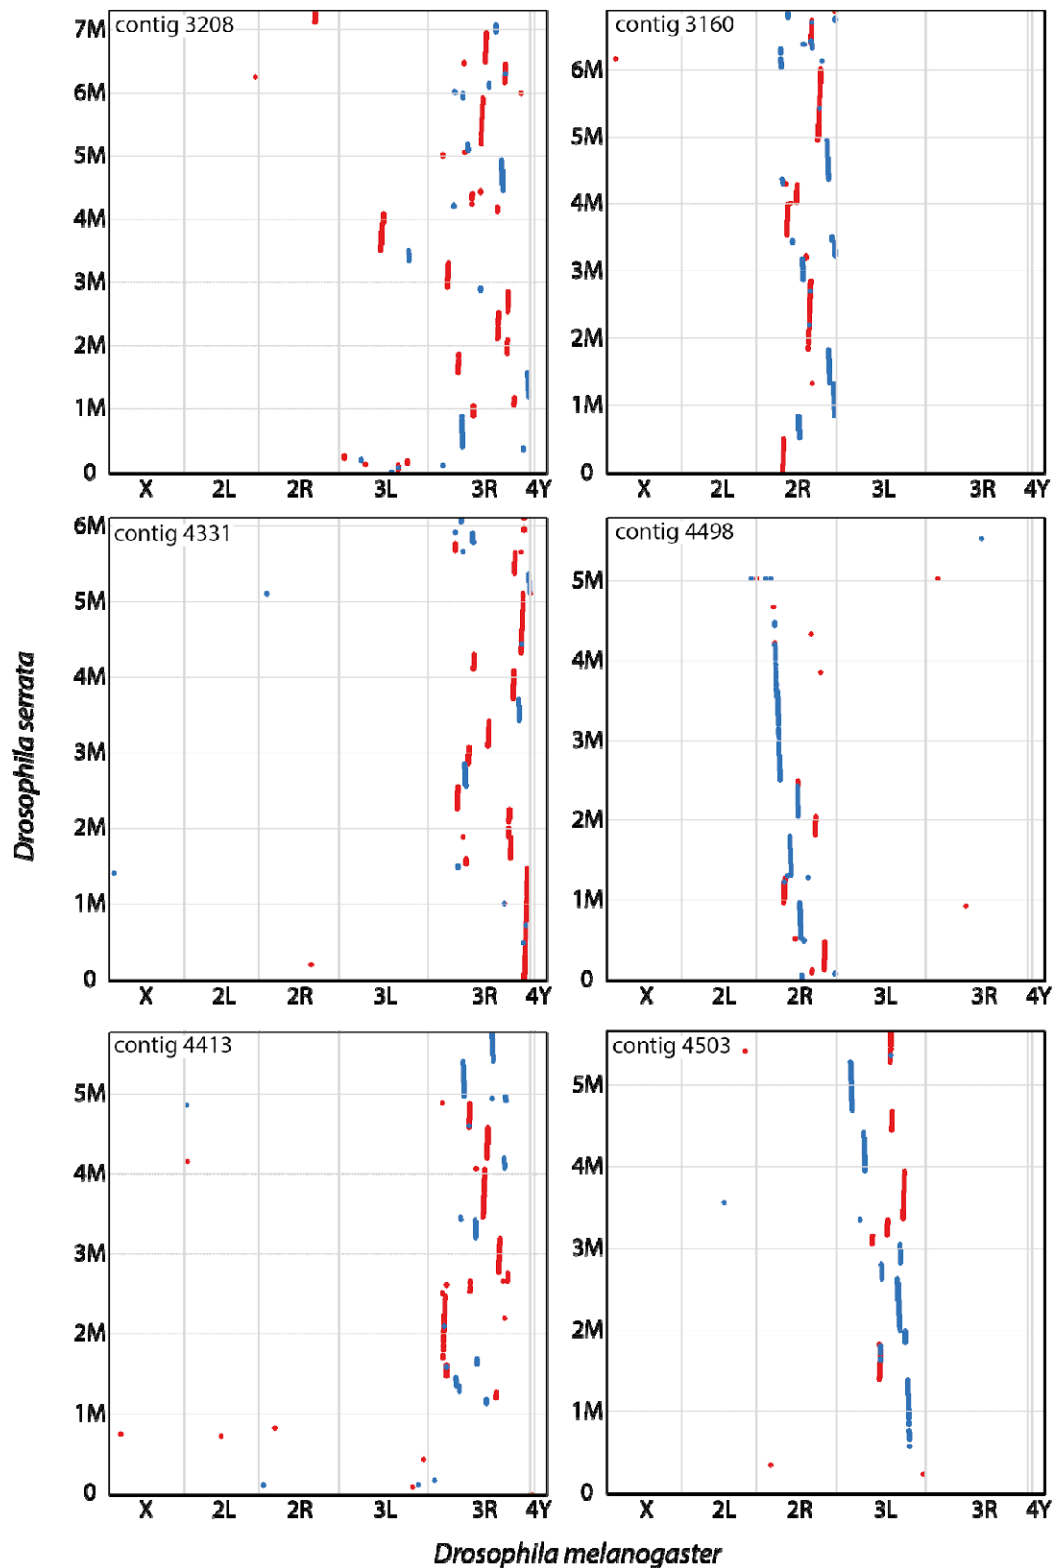 contig 3208
7M
6M
5M
4M
3M
2M
1M
0
X 2L 2R 3L 3R 4Y
contig 3160
6M
5M
4M
3M
2M
1M
0
X 2L 2R 3L 3R 4Y
contig 4331
6M
5M
4M
3M
2M
1M
0
X 2L 2R 3L 3R 4Y
contig 4498
5M
4M
3M
2M
1M
0
X 2L 2R 3L 3R 4Y
contig 4413
5M
4M
3M
2M
1M
0
X 2L 2R 3L 3R 4Y
contig 4503
5M
4M
3M
2M
1M
0
X 2L 2R 3L 3R 4Y
Drosophila serrata
Drosophila melanogaster